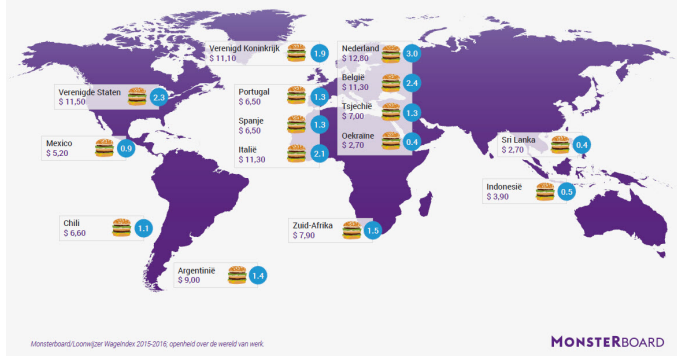 Verenigd Koninkrijk
$ 11,10
1.9
Nederland
$ 12,80
3.0
België
$ 11,30
2.4
Verenigde Staten
$ 11,50
2.3
Portugal
$ 6,50
1.3
Tsjechië
$ 7,00
1.3
Spanje
$ 6,50
1.3
Oekraïne
$ 2,70
0.4
Mexico
$ 5,20
0.9
Italië
$ 11,30
2.1
Sri Lanka
$ 2,70
0.4
Indonesië
$ 3,90
0.5
Chili
$ 6,60
1.1
Zuid-Afrika
$ 7,90
1.5
Argentinië
$ 9,00
1.4
Monsterboard/Loonwijzer WageIndex 2015-2016; openheid over de wereld van werk.
MONSTERBOARD